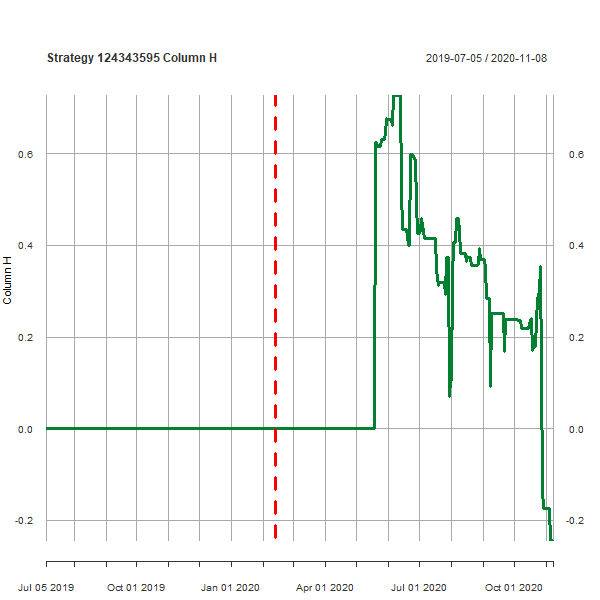 Strategy 124343595 Column H
2019-07-05 / 2020-11-08
0.6
0.6
0.4
0.4
0.2
0.2
0.0
0.0
-0.2
-0.2
Column H
Jul 05 2019
Oct 01 2019
Jan 01 2020
Apr 01 2020
Jul 01 2020
Oct 01 2020